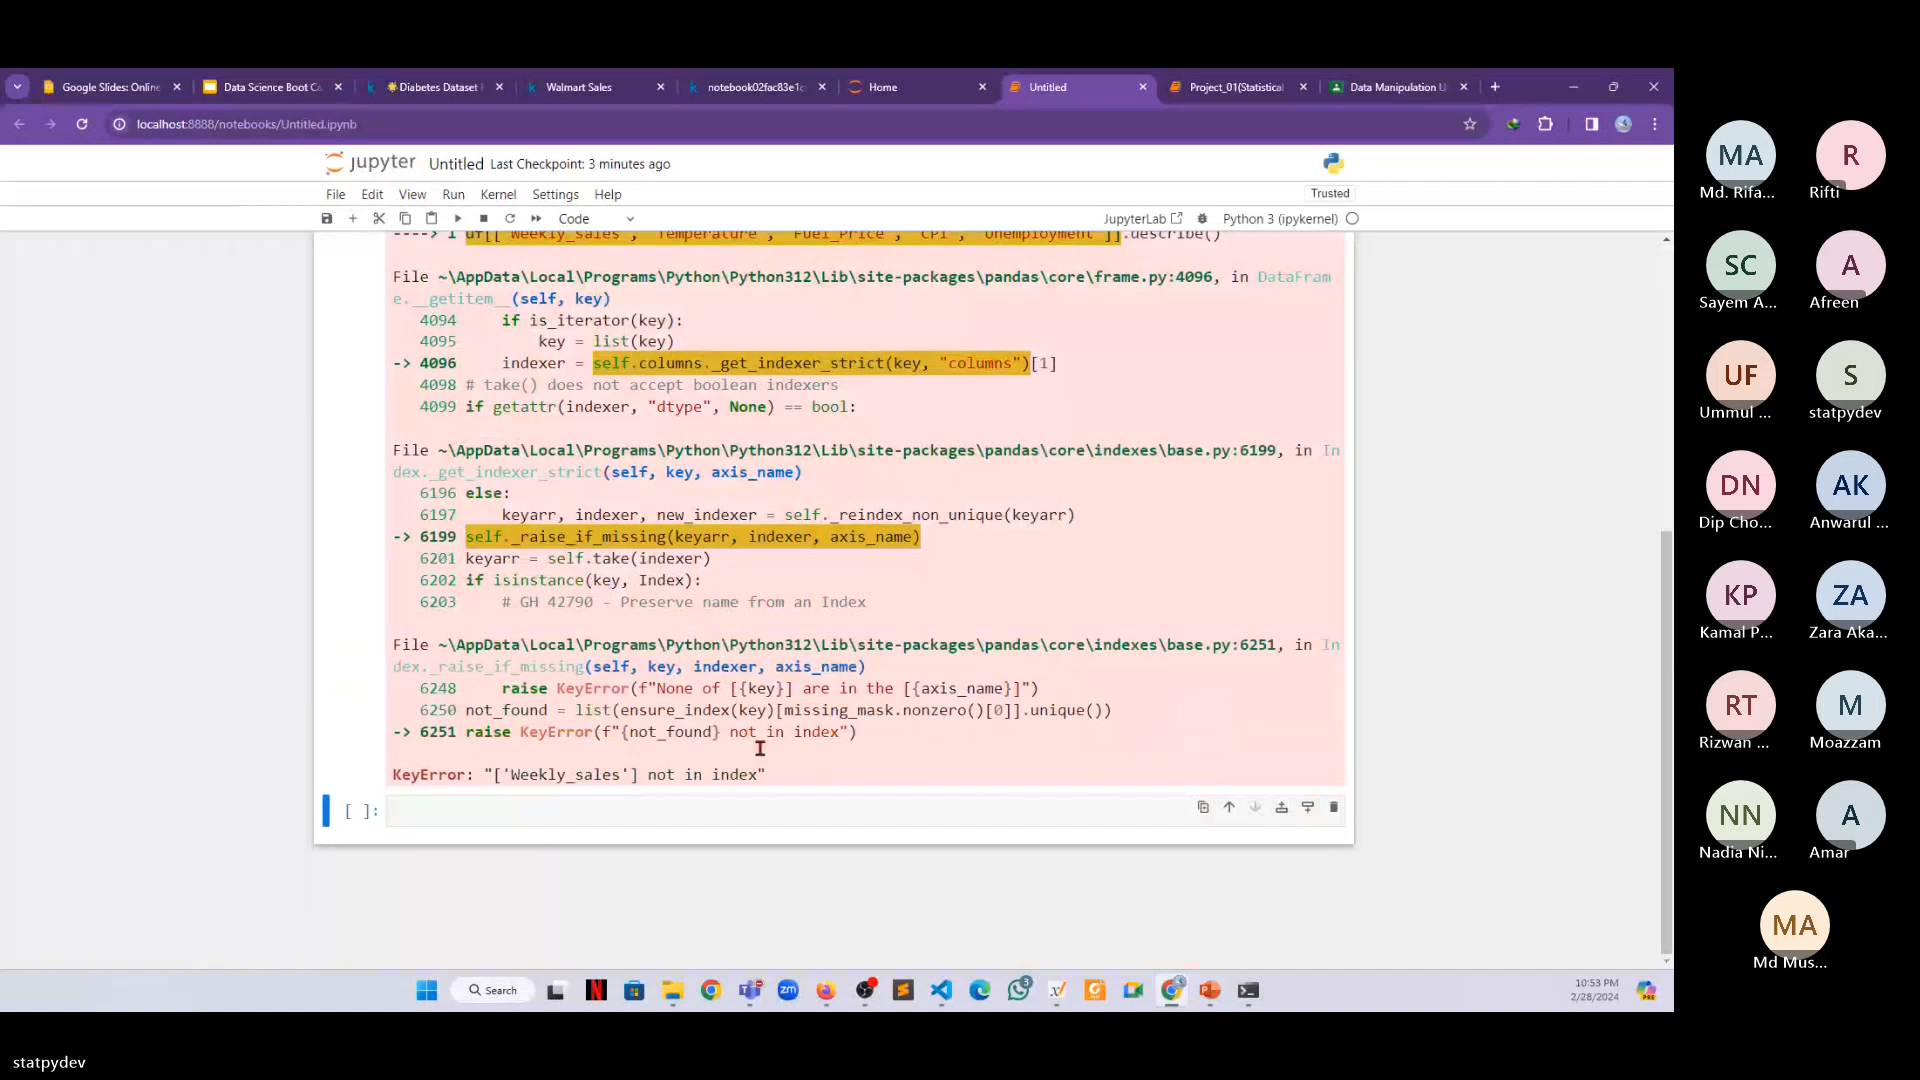 Google Slides: Online
Data Science Boot Ca
Diabetes Dataset
Walmart Sales
notebook02fac83e1c
Home
Untitled
Project_01(Statistical
Data Manipulation U
localhost:8888/notebooks/Untitled.ipynb
jupyter Untitled Last Checkpoint: 3 minutes ago
File Edit View Run Kernel Settings Help
Trusted
Code
JupyterLab
Python 3 (ipykernel)
----> 1 df[['Weekly_sales', 'Temperature', 'Fuel_Price', 'CPI', 'Unemployment']].describe()
File ~\AppData\Local\Programs\Python\Python312\Lib\site-packages\pandas\core\frame.py:4096, in DataFram
e.__getitem__(self, key)
4094 if is_iterator(key):
4095 key = list(key)
-> 4096 indexer = self.columns._get_indexer_strict(key, "columns")[1]
4098 # take() does not accept boolean indexers
4099 if getattr(indexer, "dtype", None) == bool:
File ~\AppData\Local\Programs\Python\Python312\Lib\site-packages\pandas\core\indexes\base.py:6199, in In
dex._get_indexer_strict(self, key, axis_name)
6196 else:
6197 keyarr, indexer, new_indexer = self._reindex_non_unique(keyarr)
-> 6199 self._raise_if_missing(keyarr, indexer, axis_name)
6201 keyarr = self.take(indexer)
6202 if isinstance(key, Index):
6203 # GH 42790 - Preserve name from an Index
File ~\AppData\Local\Programs\Python\Python312\Lib\site-packages\pandas\core\indexes\base.py:6251, in In
dex._raise_if_missing(self, key, indexer, axis_name)
6248 raise KeyError(f"None of [{key}] are in the [{axis_name}]")
6250 not_found = list(ensure_index(key)[missing_mask.nonzero()[0]].unique())
-> 6251 raise KeyError(f"{not_found} not in index")
KeyError: "['Weekly_sales'] not in index"
[ ]:
Search
10:53 PM
2/28/2024
MA
Md. Rifa...
R
Rifti
SC
Sayem A...
A
Afreen
UF
Ummul ...
S
statpydev
DN
Dip Cho...
AK
Anwarul ...
KP
Kamal P...
ZA
Zara Aka...
RT
Rizwan ...
M
Moazzam
NN
Nadia Ni...
A
Amar
MA
Md Mus...
statpydev